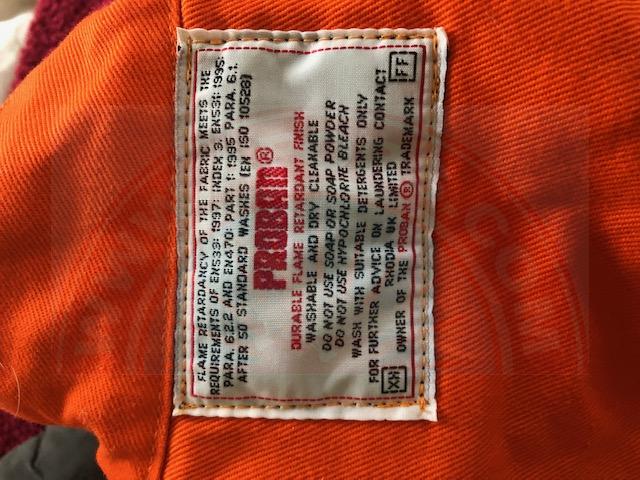 FLAME RETARDANCY OF THE FABRIC MEETS THE
REQUIREMENTS OF EN533: 1997: INDEX 3, EN531: 1995:
PARA. 6.2.2 AND EN470: PART 1: 1995 PARA. 6.1.
AFTER 50 STANDARD WASHES (EN ISO 10528)
PROBAN®
DURABLE FLAME RETARDANT FINISH
WASHABLE AND DRY CLEANABLE
DO NOT USE SOAP OR SOAP POWDER
DO NOT USE HYPOCHLORITE BLEACH
WASH WITH SUITABLE DETERGENTS ONLY
FOR FURTHER ADVICE ON LAUNDERING CONTACT
RHODIA UK LIMITED
XH OWNER OF THE PROBAN ® TRADEMARK FF